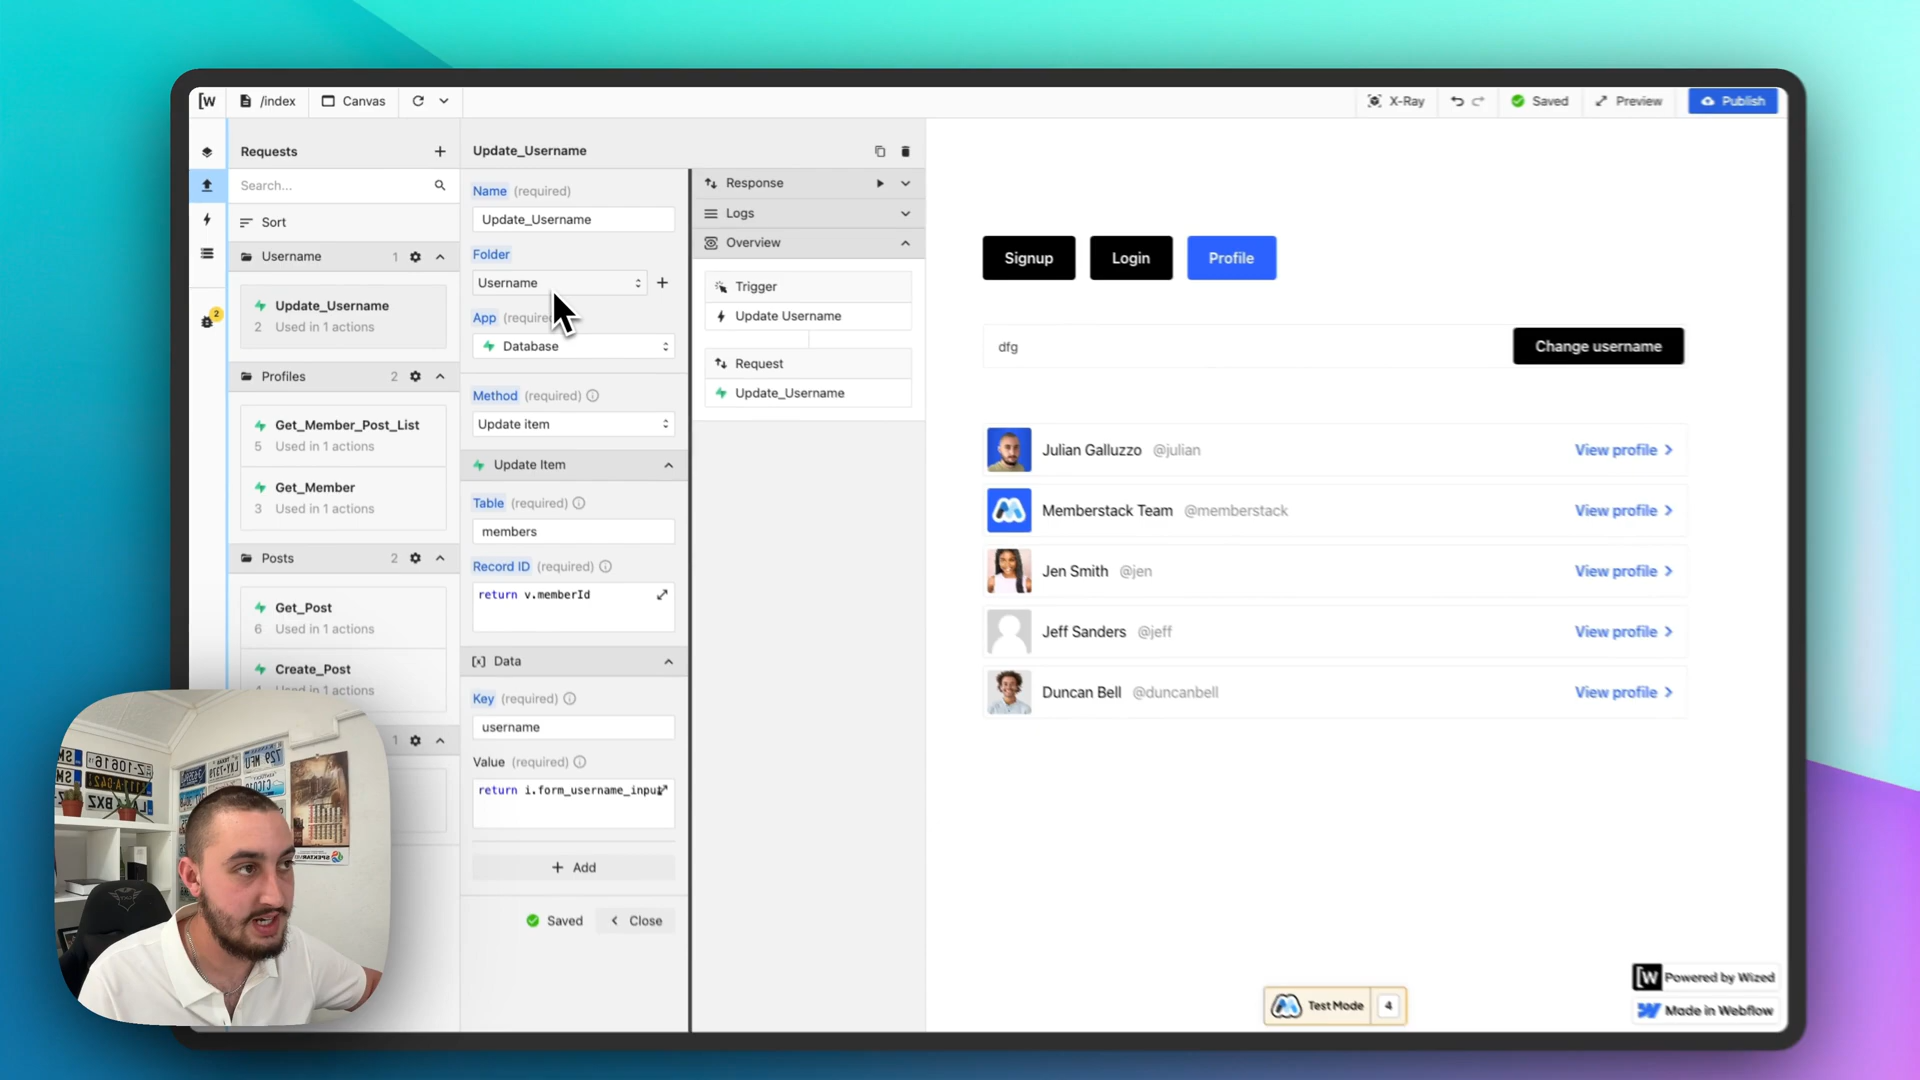 [W
/index
Canvas
X-Ray
Saved
Preview
Publish
Requests
Search...
Sort
Username 1
Update_Username
2 Used in 1 actions
Profiles 2
Get_Member_Post_List
5 Used in 1 actions
Get_Member
3 Used in 1 actions
Posts 2
Get_Post
6 Used in 1 actions
Create_Post
Used in 1 actions
1
2
Update_Username
Name (required)
Update_Username
Folder
Username
App
Database
Method (required)
Update item
Update Item
Table (required)
members
Record ID (required)
return v.memberId
[x] Data
Key (required)
username
Value (required)
return i.form_username_input
+ Add
Saved
Close
Response
Logs
Overview
Trigger
Update Username
Request
Update_Username
Signup
Login
Profile
dfg
Change username
Julian Galluzzo @julian View profile >
Memberstack Team @memberstack View profile >
Jen Smith @jen View profile >
Jeff Sanders @jeff View profile >
Duncan Bell @duncanbell View profile >
Test Mode 4
[W Powered by Wized
Made in Webflow